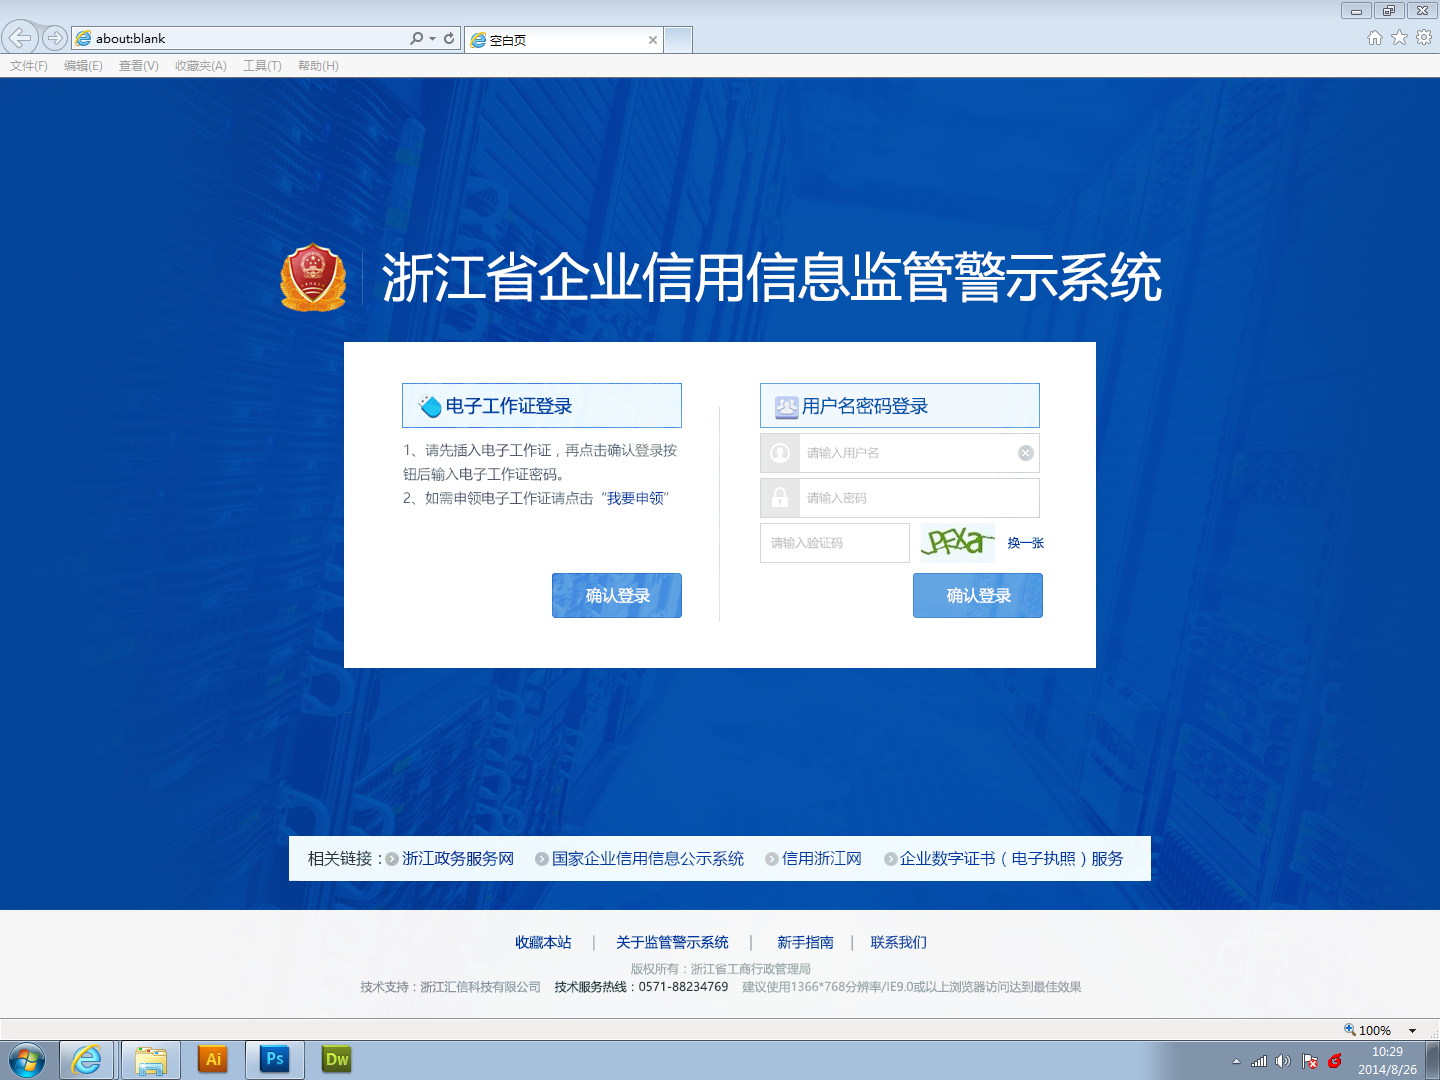 about:blank
空白页
文件(F) 编辑(E) 查看(V) 收藏夹(A) 工具(T) 帮助(H)
浙江省企业信用信息监管警示系统
电子工作证登录
1、请先插入电子工作证，再点击确认登录按
钮后输入电子工作证密码。
2、如需申领电子工作证请点击“我要申领”
确认登录
用户名密码登录
请输入用户名
请输入密码
请输入验证码 PFXa 换一张
确认登录
相关链接： 浙江政务服务网 国家企业信用信息公示系统 信用浙江网 企业数字证书（电子执照）服务
收藏本站 | 关于监管警示系统 | 新手指南 | 联系我们
版权所有：浙江省工商行政管理局
技术支持：浙江汇信科技有限公司 技术服务热线：0571-88234769 建议使用1366*768分辨率/IE9.0或以上浏览器访问达到最佳效果
100%
Ai Ps Dw
10:29
2014/8/26